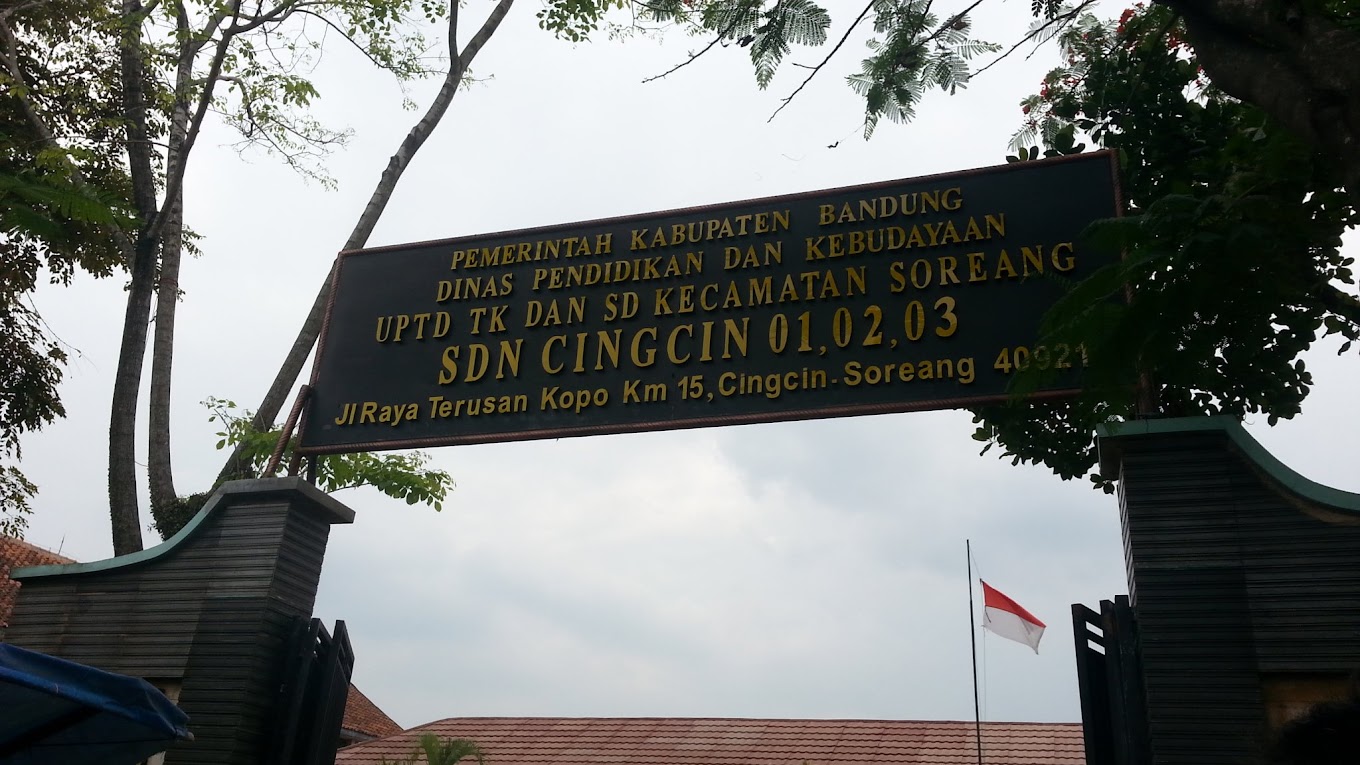 PEMERINTAH KABUPATEN BANDUNG
DINAS PENDIDIKAN DAN KEBUDAYAAN
UPTD TK DAN SD KECAMATAN SOREANG
SDN CINGCIN 01,02,03
Jl Raya Terusan Kopo Km 15, Cingcin-Soreang 40921